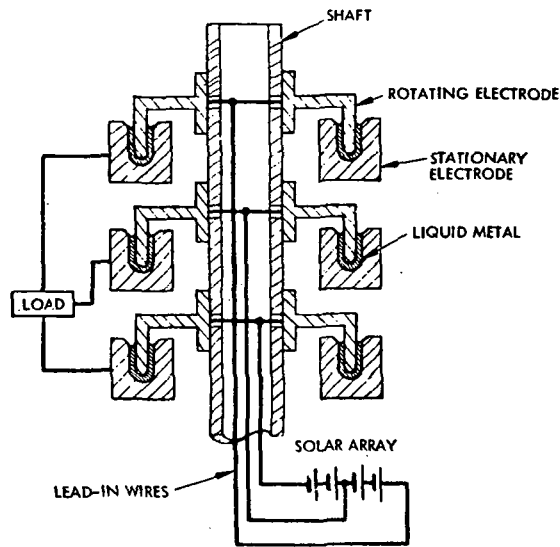 SHAFT
ROTATING ELECTRODE
STATIONARY
ELECTRODE
LIQUID METAL
LOAD
SOLAR ARRAY
LEAD-IN WIRES